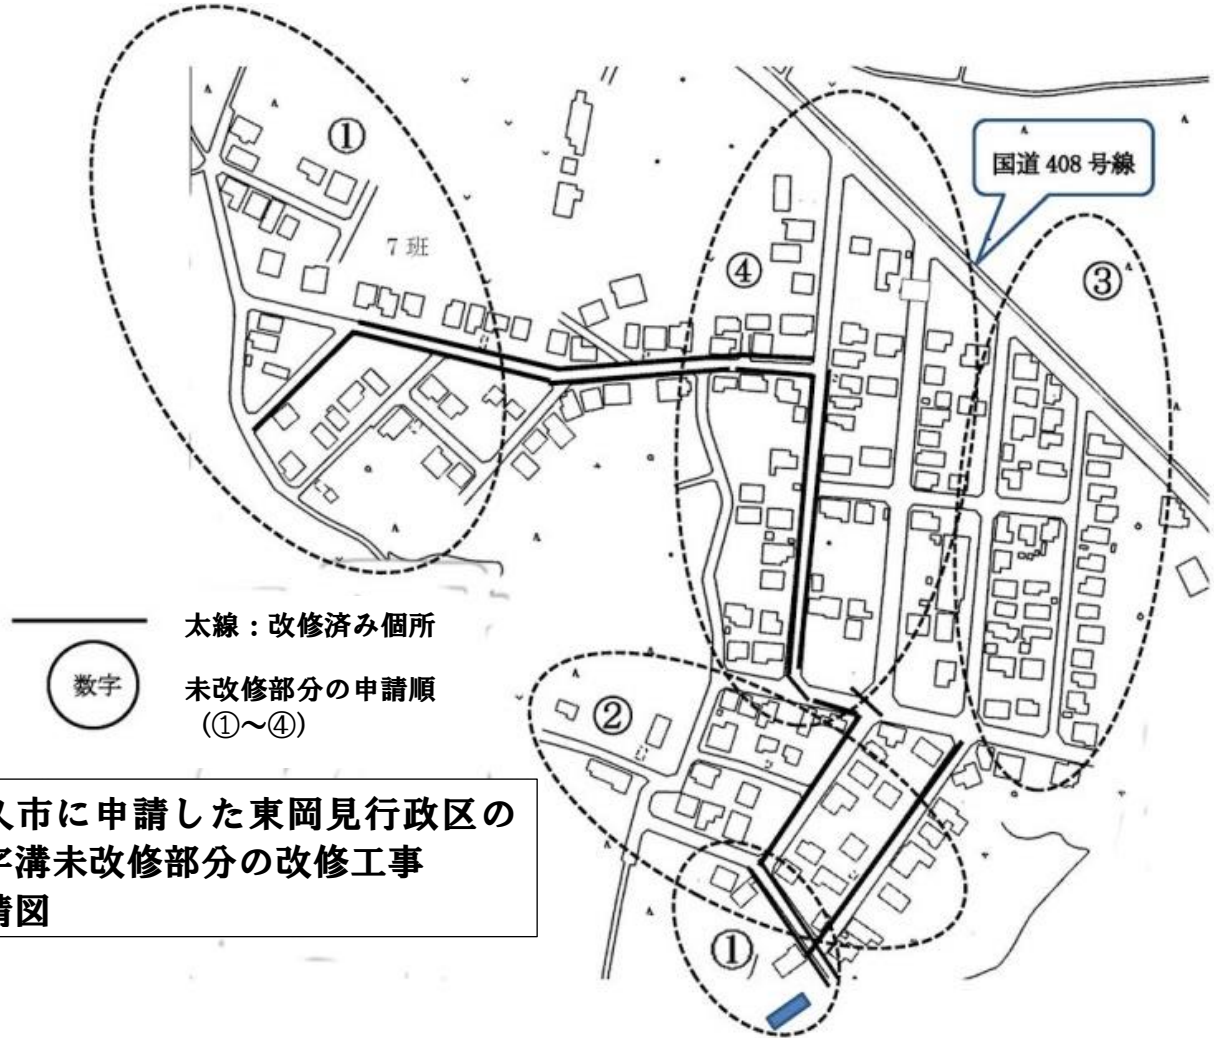 ①
国道 408 号線
④
③
7 班
太線：改修済み個所
数字
未改修部分の申請順
(①～④)
②
久市に申請した東岡見行政区の
字溝未改修部分の改修工事
請図
①